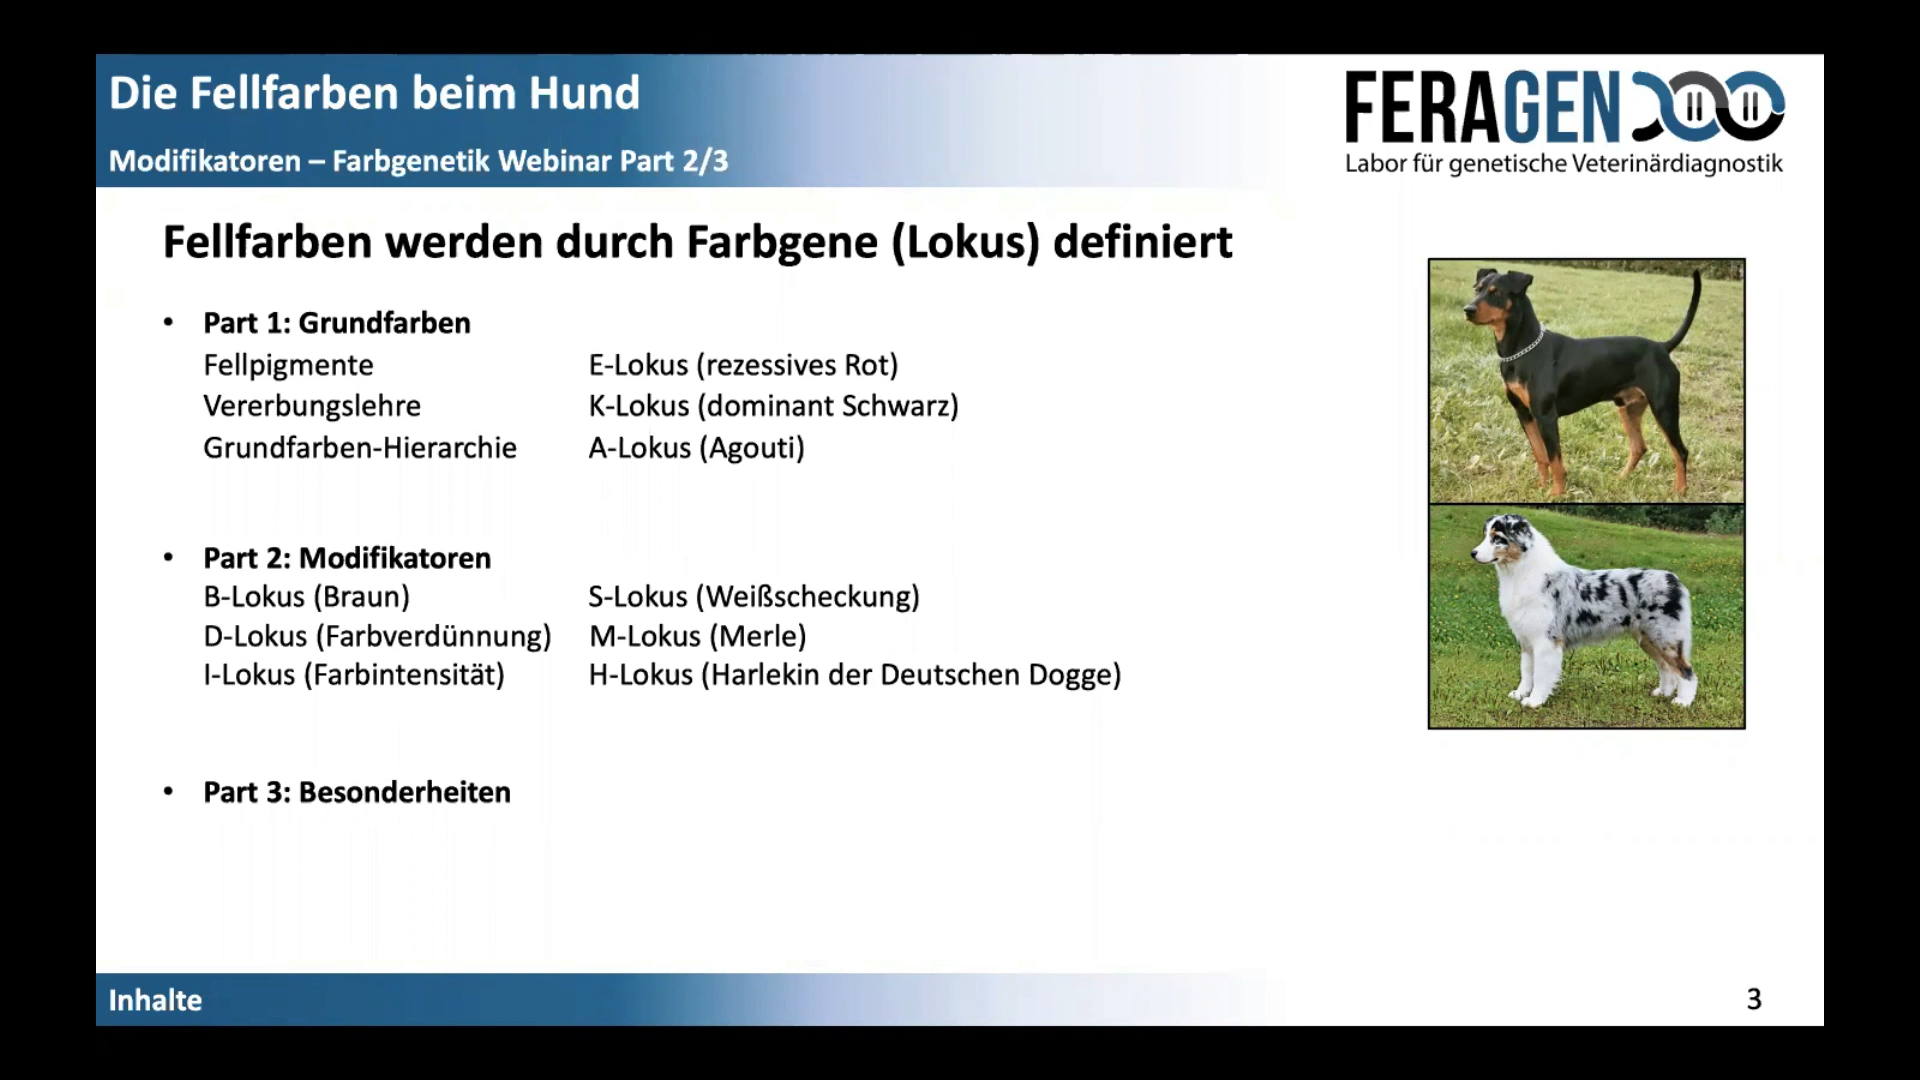 Die Fellfarben beim Hund
Modifikatoren – Farbgenetik Webinar Part 2/3
FERAGEN
Labor für genetische Veterinärdiagnostik
Fellfarben werden durch Farbgene (Lokus) definiert
• Part 1: Grundfarben
Fellpigmente E-Lokus (rezessives Rot)
Vererbungslehre K-Lokus (dominant Schwarz)
Grundfarben-Hierarchie A-Lokus (Agouti)
• Part 2: Modifikatoren
B-Lokus (Braun) S-Lokus (Weißscheckung)
D-Lokus (Farbverdünnung) M-Lokus (Merle)
I-Lokus (Farbintensität) H-Lokus (Harlekin der Deutschen Dogge)
• Part 3: Besonderheiten
Inhalte 3